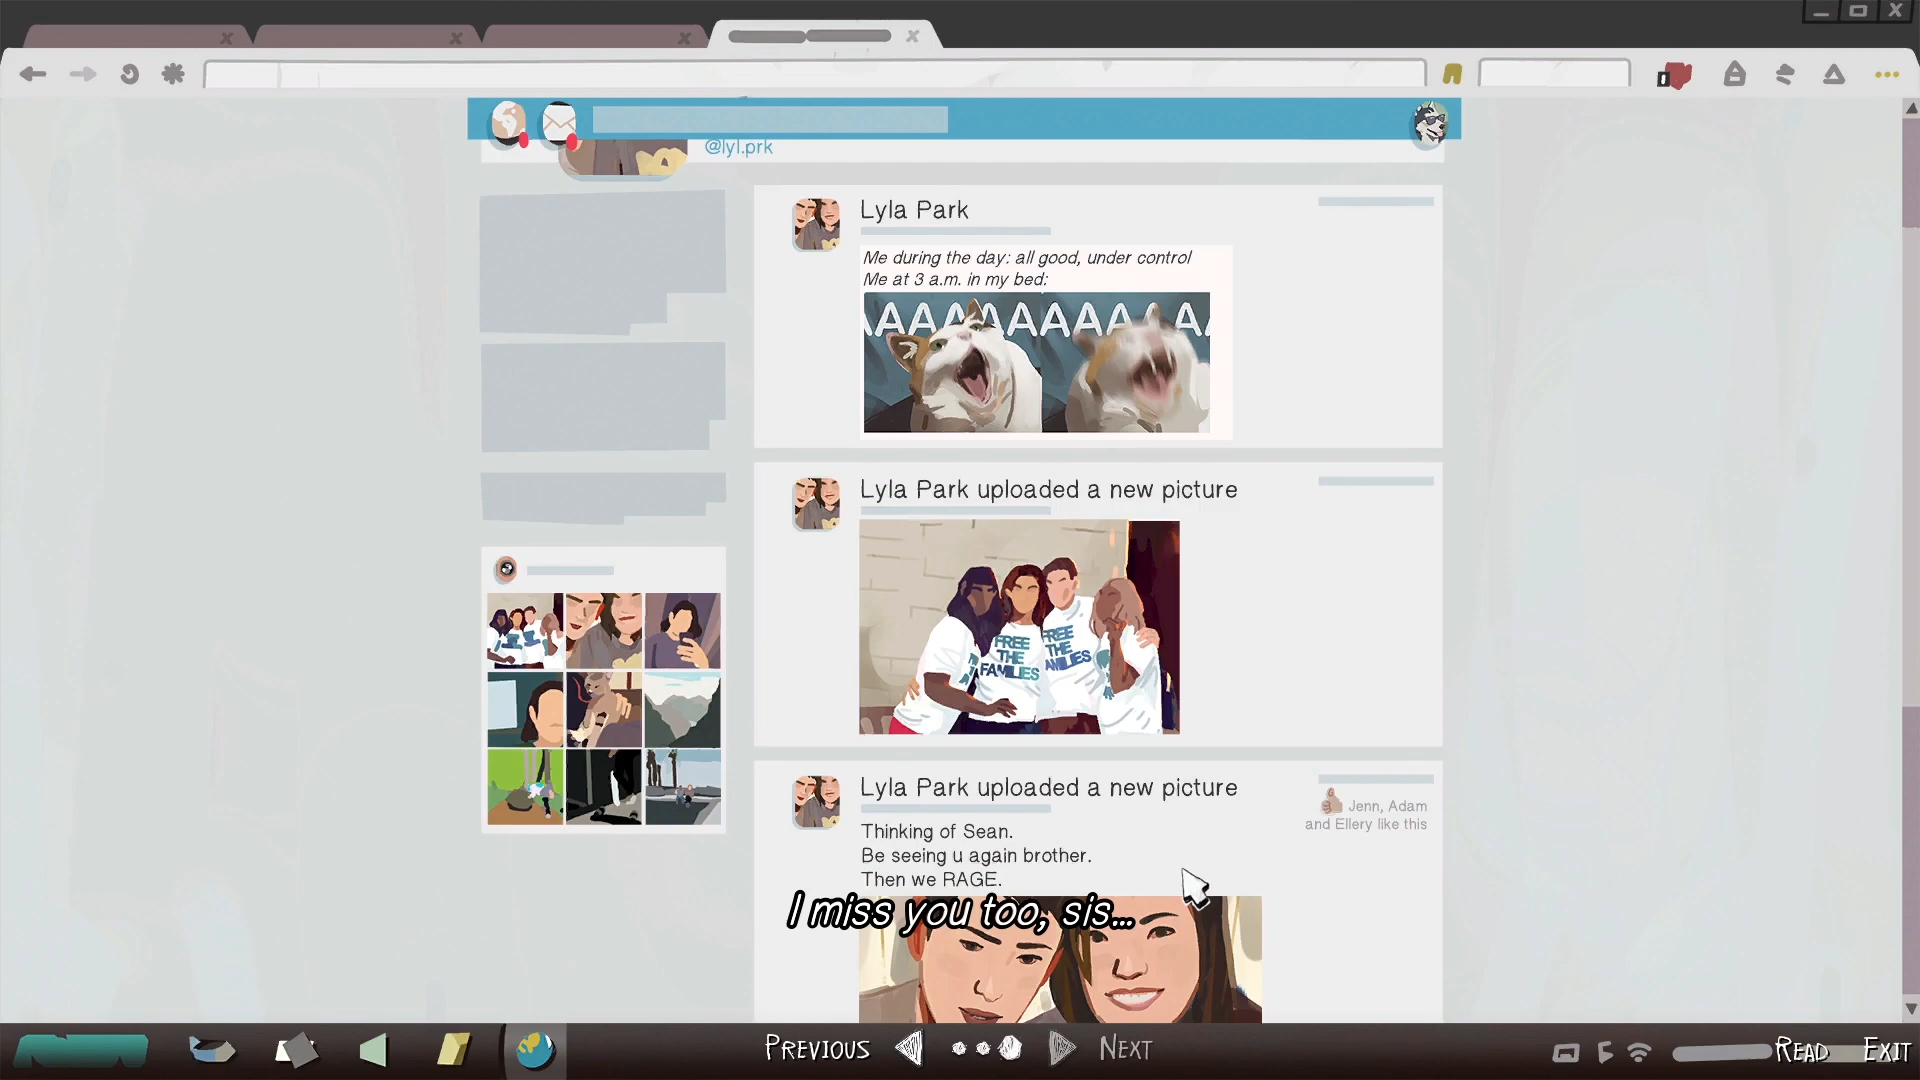 @lyl.prk
Lyla Park
Me during the day: all good, under control
Me at 3 a.m. in my bed:
AAAAAAAAAAA
Lyla Park uploaded a new picture
FREE
THE
FAMILIES
FREE
THE
FAMILIES
Lyla Park uploaded a new picture
Jenn, Adam
and Ellery like this
Thinking of Sean.
Be seeing u again brother.
Then we RAGE.
I miss you too, sis...
PREVIOUS
NEXT
READ
EXIT